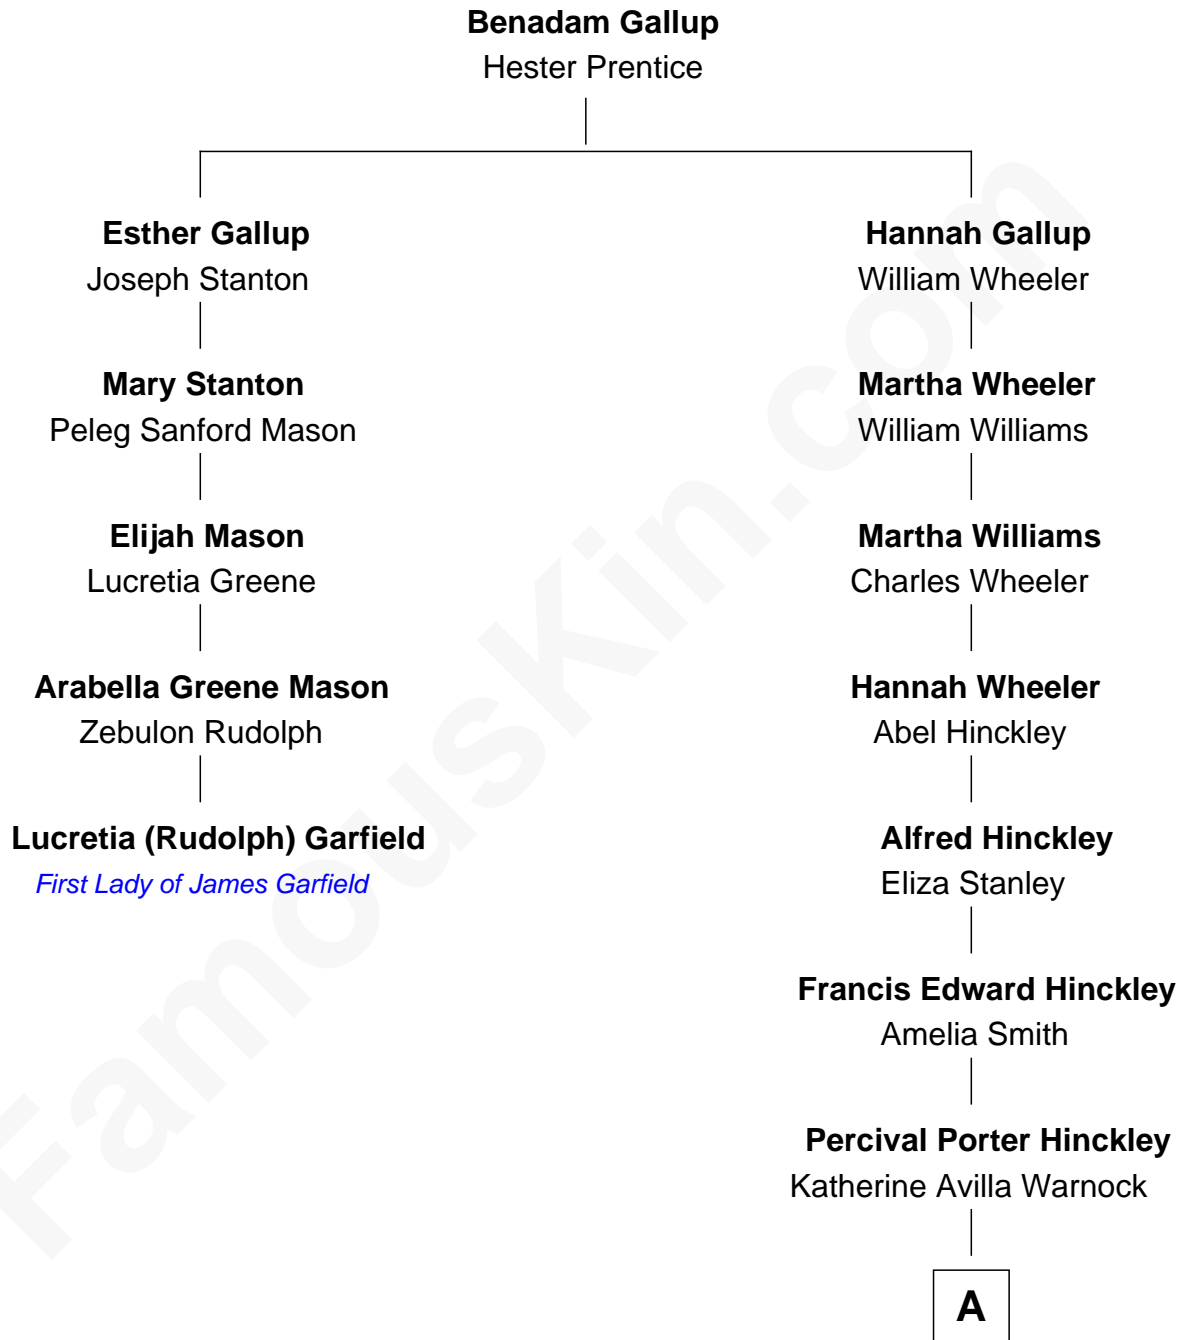 Benadam Gallup
Hester Prentice
Esther Gallup
Joseph Stanton
Hannah Gallup
William Wheeler
Mary Stanton
Peleg Sanford Mason
Martha Wheeler
William Williams
Elijah Mason
Lucretia Greene
Martha Williams
Charles Wheeler
Arabella Greene Mason
Zebulon Rudolph
Hannah Wheeler
Abel Hinckley
Lucretia (Rudolph) Garfield
First Lady of James Garfield
Alfred Hinckley
Eliza Stanley
Francis Edward Hinckley
Amelia Smith
Percival Porter Hinckley
Katherine Avilla Warnock
A
FamousKin.com